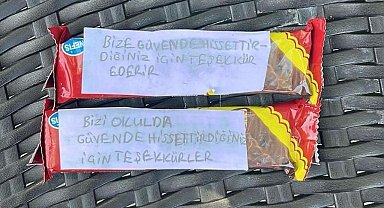 NEFİS
BİZE GÜVENDE HİSSETTİR-
DİĞİNİZ İÇİN TEŞEKKÜR
EDERİR
BİZİ OKULDA
GÜVENDE HİSSETTİRDİĞİNİZ
İÇİN TEŞEKKÜRLER